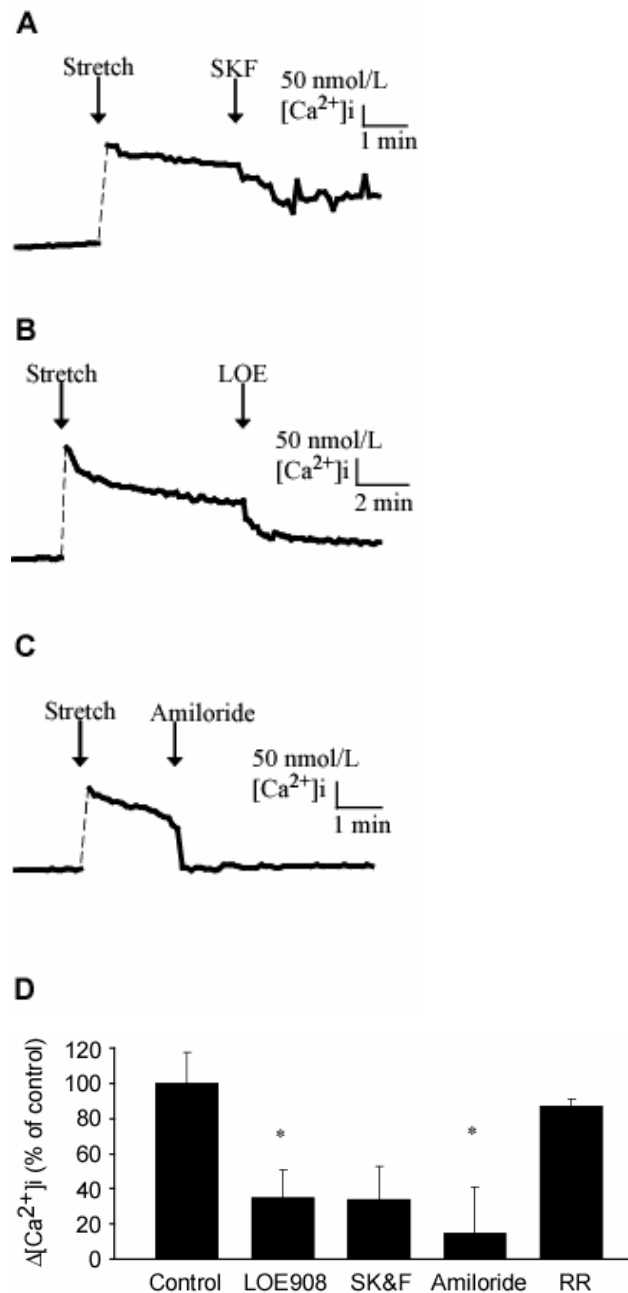 A
Stretch SKF 50 nmol/L
[Ca2+]i
1 min
B
Stretch LOE
50 nmol/L
[Ca2+]i
2 min
C
Stretch Amiloride
50 nmol/L
[Ca2+]i
1 min
D
Δ[Ca2+]i (% of control)
120
100
80
60
40
20
0
* *
Control LOE908 SK&F Amiloride RR